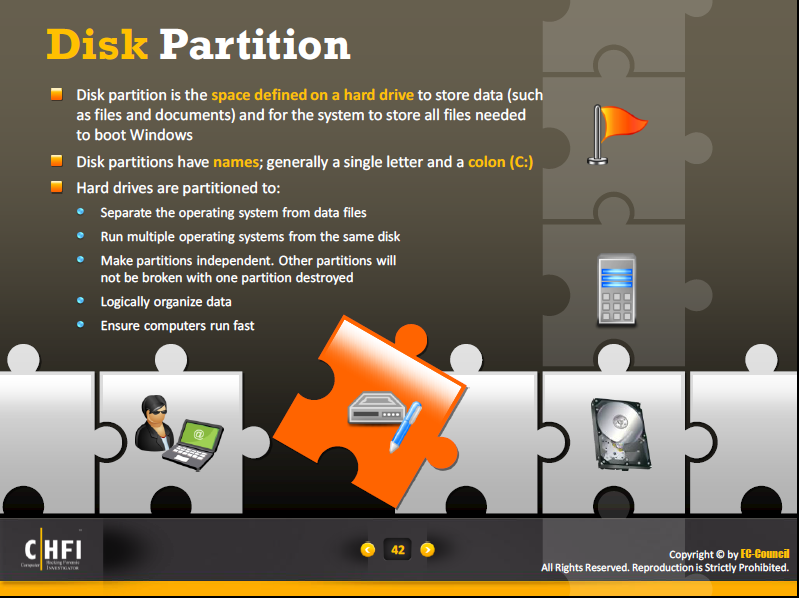 Disk Partition
Disk partition is the space defined on a hard drive to store data (such
as files and documents) and for the system to store all files needed
to boot Windows
Disk partitions have names; generally a single letter and a colon (C:)
Hard drives are partitioned to:
Separate the operating system from data files
Run multiple operating systems from the same disk
Make partitions independent. Other partitions will
not be broken with one partition destroyed
Logically organize data
Ensure computers run fast
@
CHFI
Computer Hacking Forensic
INVESTIGATOR
42
Copyright © by EC-Council
All Rights Reserved. Reproduction is Strictly Prohibited.